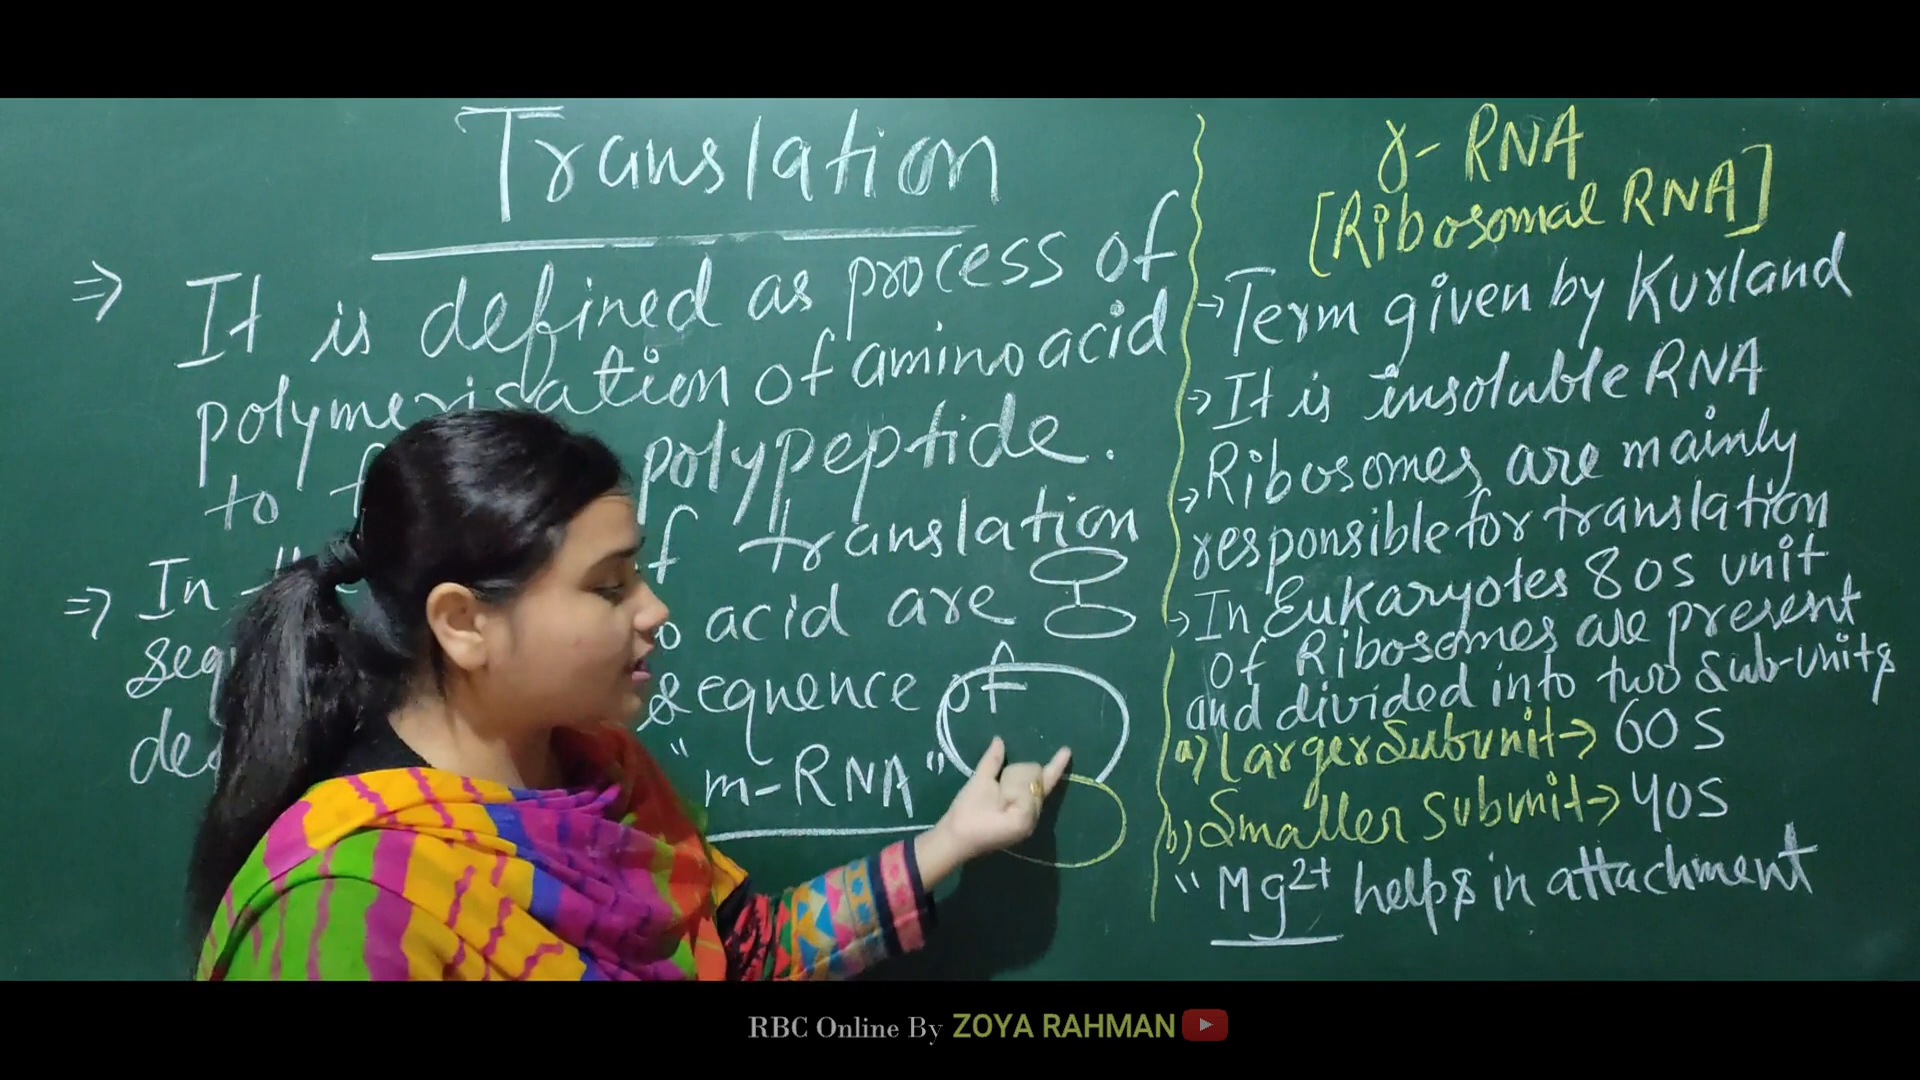 Translation
⇒ It is defined as process of
polymerisation of amino acid
to polypeptide.
⇒ In translation
acid are
sequence of
"m-RNA"
r-RNA
[Ribosomal RNA]
→ Term given by Kurland
→ It is insoluble RNA
→ Ribosomes are mainly
responsible for translation
→ In Eukaryotes 80S unit
of Ribosomes are present
and divided into two sub-units
a) Larger Subunit → 60S
b) Smaller Subunit → 40S
"Mg2+ helps in attachment
RBC Online By ZOYA RAHMAN